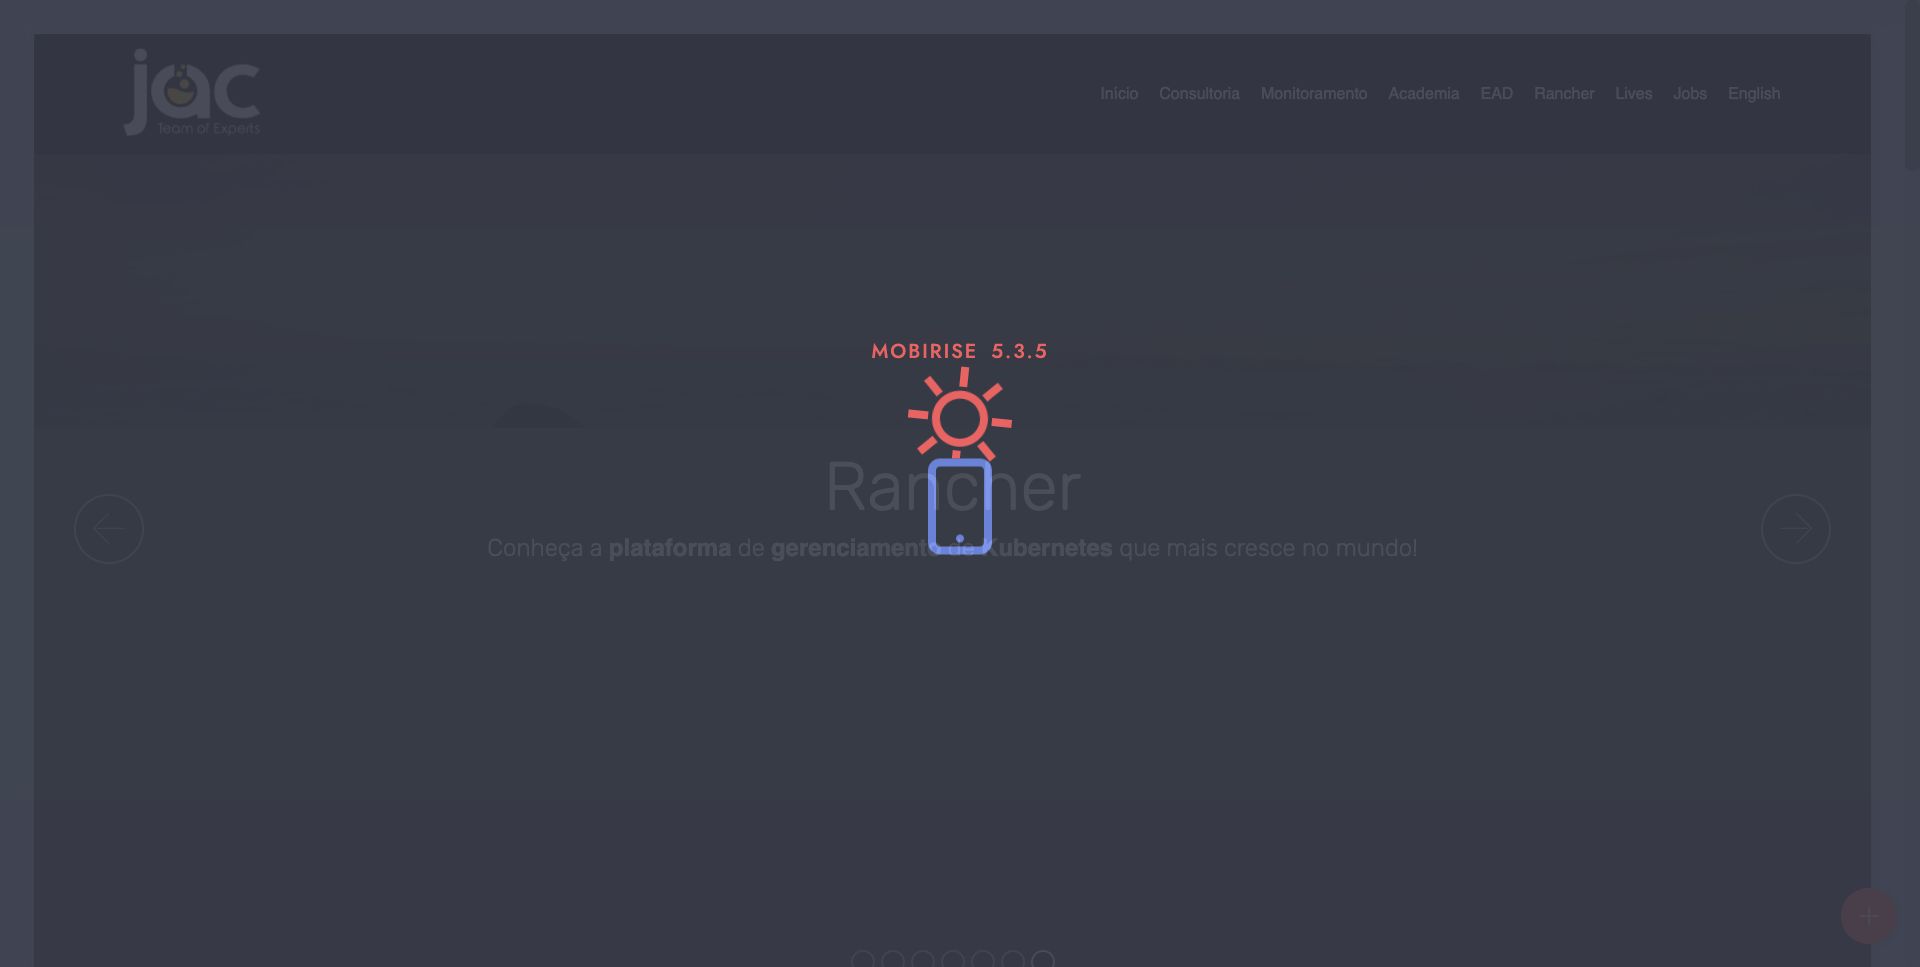 jac
Team of Experts
Início Consultoria Monitoramento Academia EAD Rancher Lives Jobs English
MOBIRISE 5.3.5
Rancher
Conheça a plataforma de gerenciamento de Kubernetes que mais cresce no mundo!